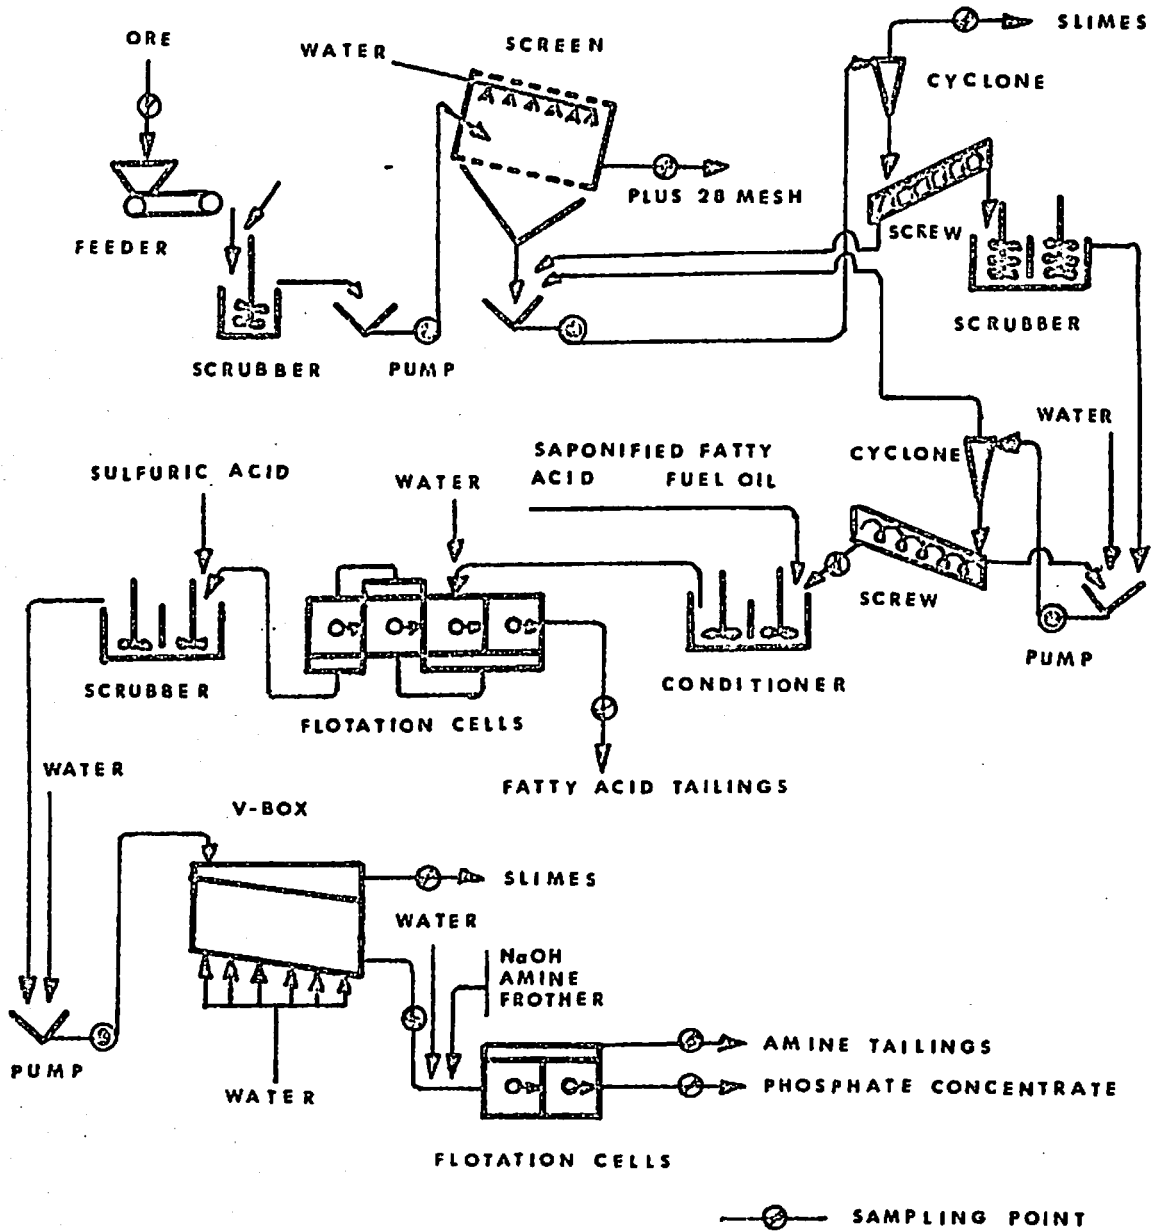 ORE
WATER
SCREEN
SLIMES
CYCLONE
PLUS 28 MESH
FEEDER
SCREW
SCRUBBER
SCRUBBER
PUMP
WATER
SAPONIFIED FATTY
ACID FUEL OIL
CYCLONE
SULFURIC ACID
WATER
SCREW
PUMP
SCRUBBER
CONDITIONER
FLOTATION CELLS
WATER
FATTY ACID TAILINGS
V-BOX
SLIMES
WATER
NaOH
AMINE
FROTHER
PUMP
WATER
AMINE TAILINGS
PHOSPHATE CONCENTRATE
FLOTATION CELLS
SAMPLING POINT